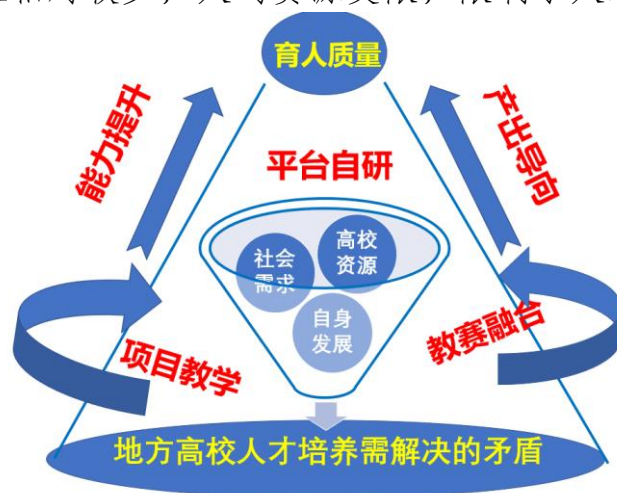 育人质量
能力提升
产出导向
平台自研
高校
资源
社会
需求
自身
发展
项目教学
教赛融台
地方高校人才培养需解决的矛盾